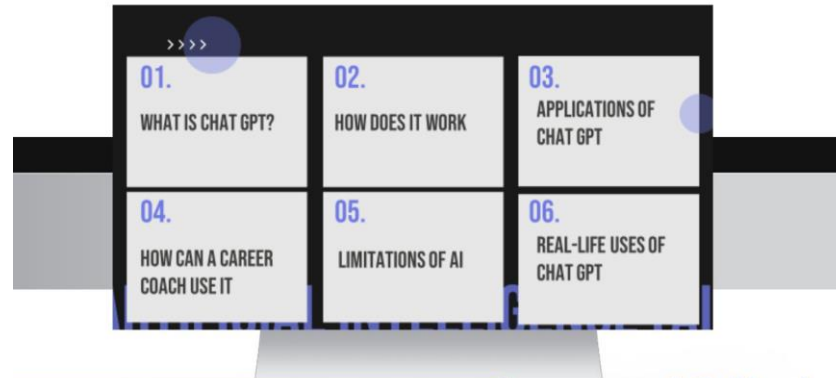 >>>>
01.
WHAT IS CHAT GPT?
02.
HOW DOES IT WORK
03.
APPLICATIONS OF
CHAT GPT
04.
HOW CAN A CAREER
COACH USE IT
05.
LIMITATIONS OF AI
06.
REAL-LIFE USES OF
CHAT GPT